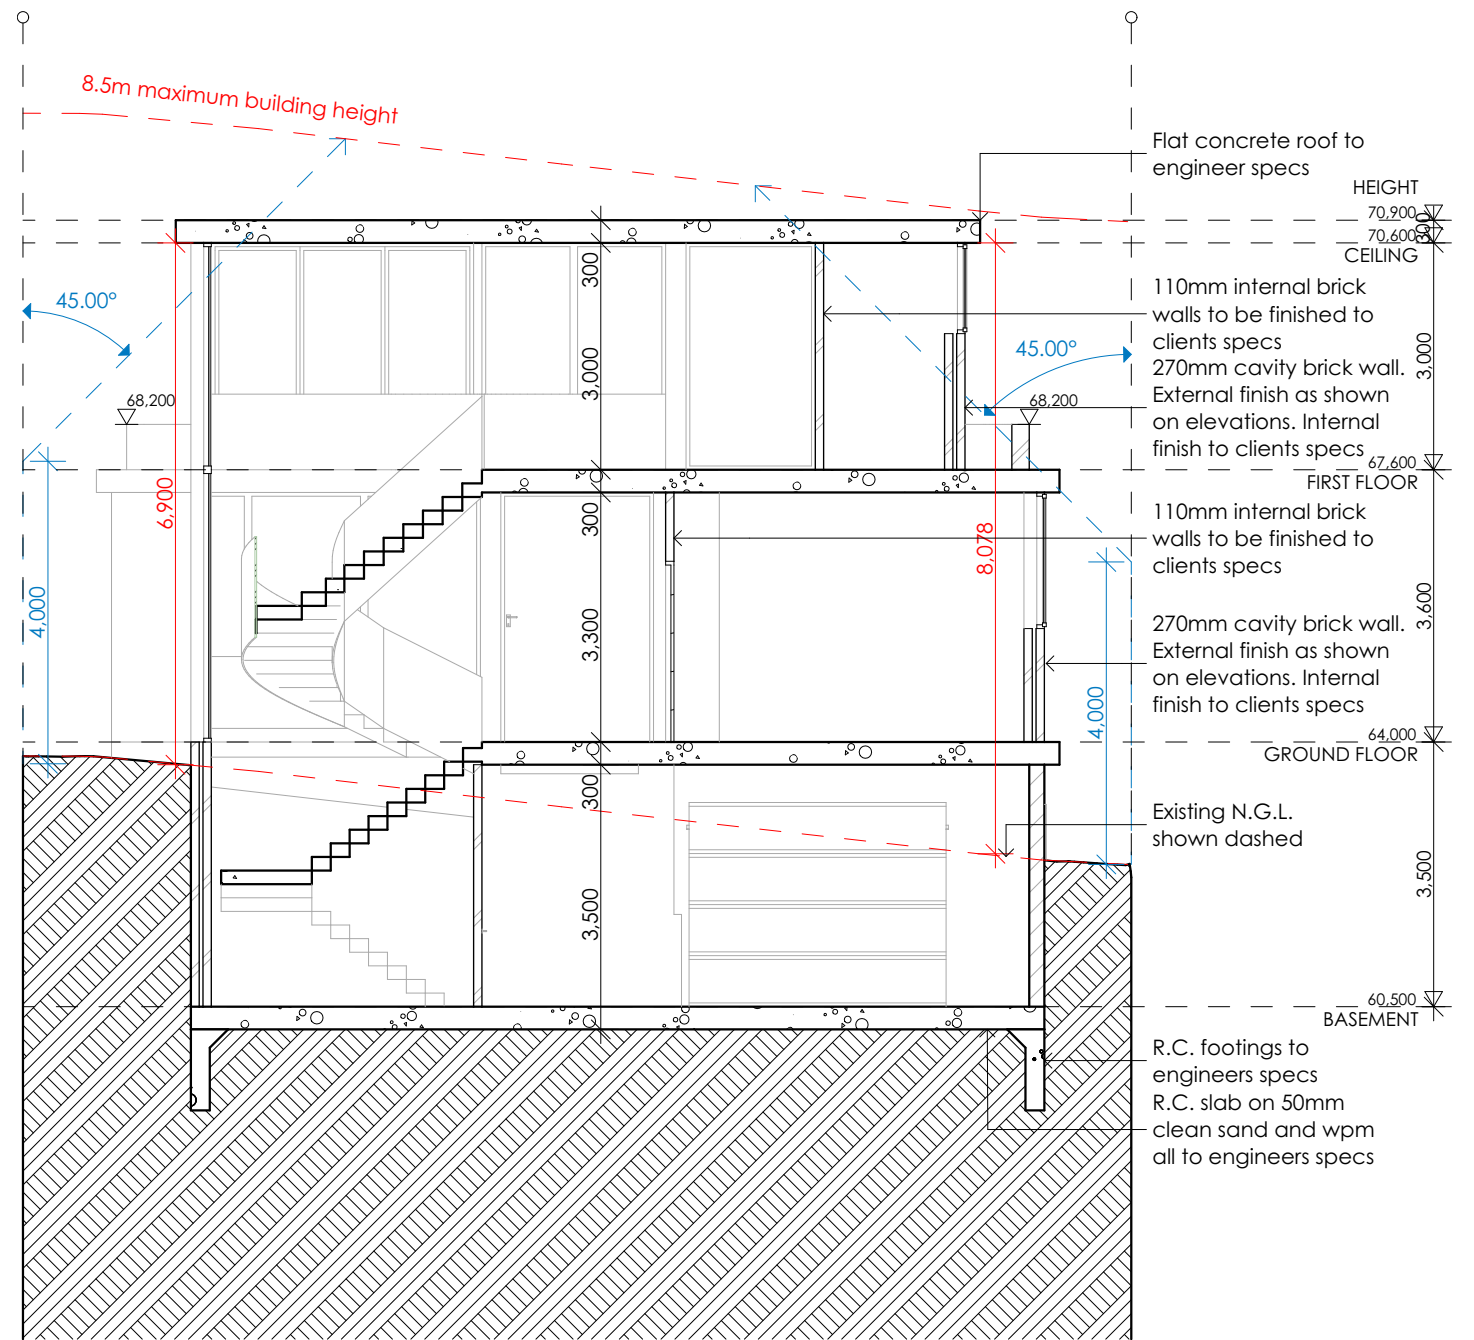 8.5m maximum building height
Flat concrete roof to
engineer specs
HEIGHT
70,900
300
70,600
CEILING
110mm internal brick
walls to be finished to
clients specs
270mm cavity brick wall.
External finish as shown
on elevations. Internal
finish to clients specs
3,000
67,600
FIRST FLOOR
110mm internal brick
walls to be finished to
clients specs
3,600
270mm cavity brick wall.
External finish as shown
on elevations. Internal
finish to clients specs
64,000
GROUND FLOOR
Existing N.G.L.
shown dashed
3,500
60,500
BASEMENT
R.C. footings to
engineers specs
R.C. slab on 50mm
clean sand and wpm
all to engineers specs
45.00°
45.00°
68,200
68,200
300
3,000
300
3,300
300
3,500
6,900
8,078
4,000
4,000